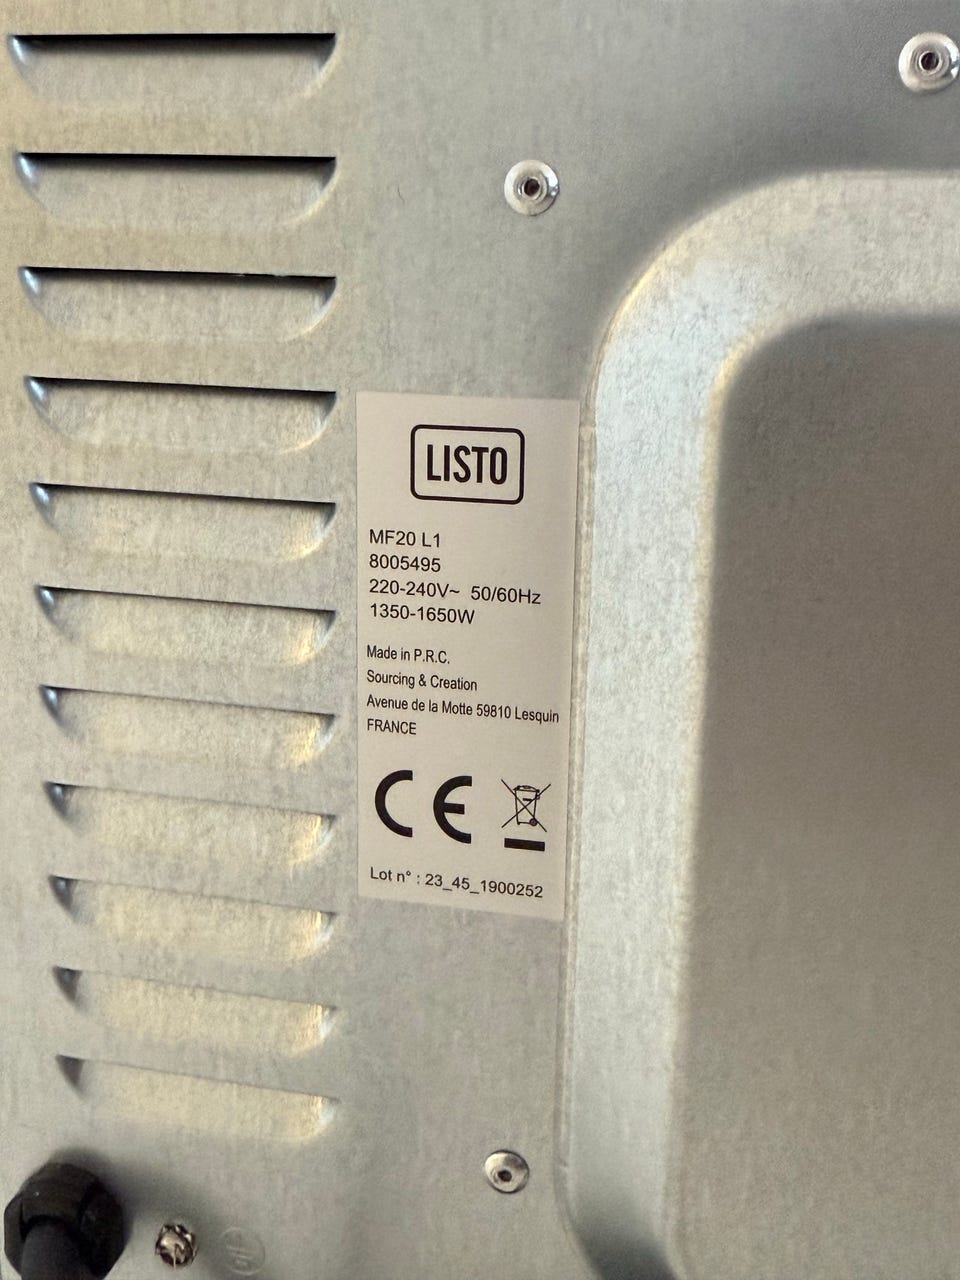 LISTO
MF20 L1
8005495
220-240V~ 50/60Hz
1350-1650W
Made in P.R.C.
Sourcing & Creation
Avenue de la Motte 59810 Lesquin
FRANCE
CE
Lot n° : 23_45_1900252